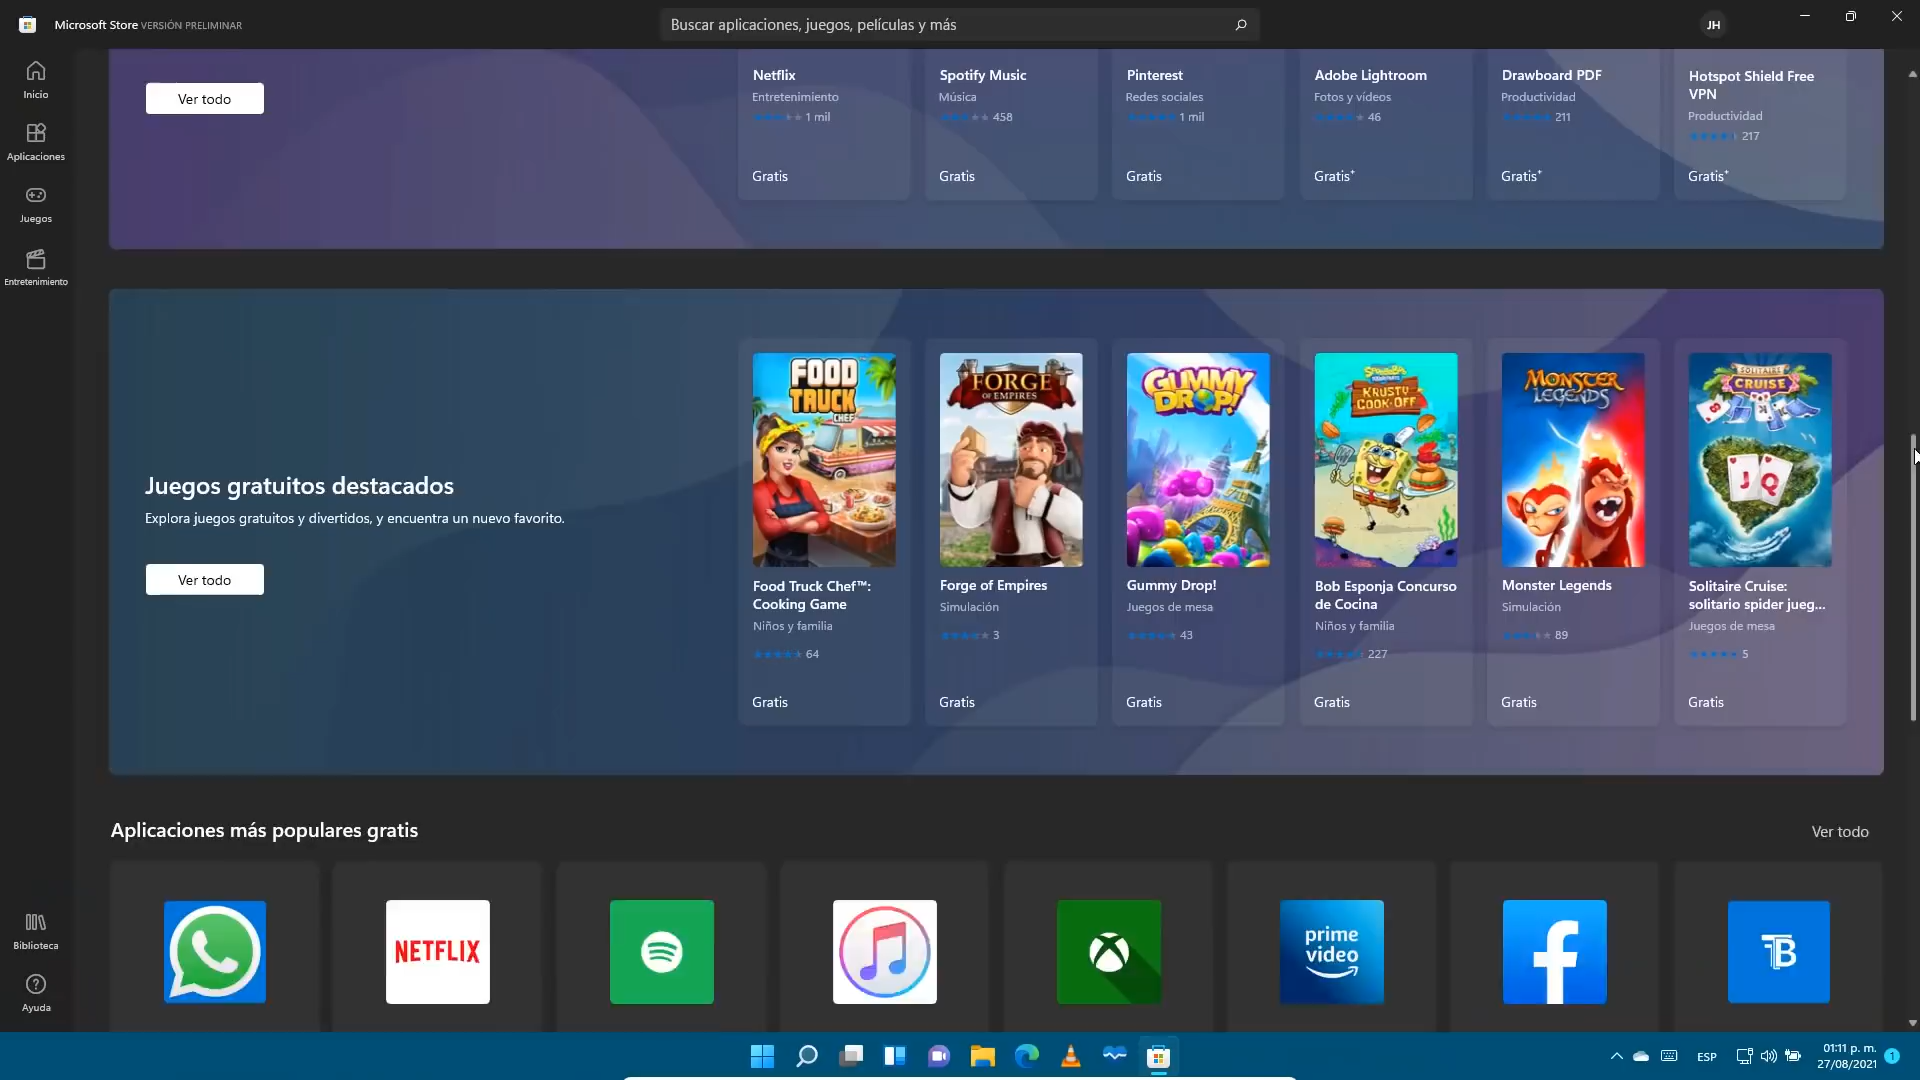 Microsoft Store VERSIÓN PRELIMINAR
Buscar aplicaciones, juegos, películas y más
JH
Inicio
Aplicaciones
Juegos
Entretenimiento
Ver todo
Netflix
Entretenimiento
1 mil
Gratis
Spotify Music
Música
458
Gratis
Pinterest
Redes sociales
1 mil
Gratis
Adobe Lightroom
Fotos y vídeos
46
Gratis*
Drawboard PDF
Productividad
211
Gratis*
Hotspot Shield Free
VPN
Productividad
217
Gratis*
Juegos gratuitos destacados
Explora juegos gratuitos y divertidos, y encuentra un nuevo favorito.
Ver todo
FOOD
TRUCK
CHEF
Food Truck Chef™:
Cooking Game
Niños y familia
64
Gratis
FORGE
OF EMPIRES
Forge of Empires
Simulación
3
Gratis
GUMMY
DROP!
Gummy Drop!
Juegos de mesa
43
Gratis
SpongeBob
KRUSTY
COOK-OFF
Bob Esponja Concurso
de Cocina
Niños y familia
227
Gratis
MONSTER
LEGENDS
Monster Legends
Simulación
89
Gratis
SOLITAIRE
CRUISE
8 K K
J Q
Solitaire Cruise:
solitario spider jueg...
Juegos de mesa
5
Gratis
Aplicaciones más populares gratis
Ver todo
NETFLIX
prime
video
f
TB
Biblioteca
Ayuda
ESP
01:11 p. m.
27/08/2021
1